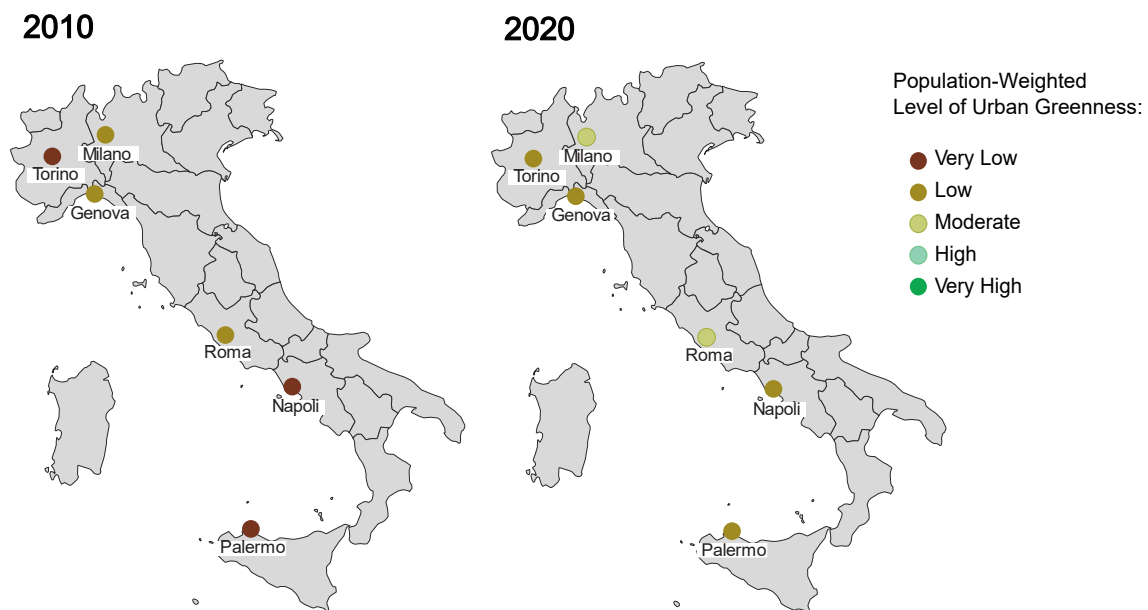 2010
Milano
Torino
Genova
Roma
Napoli
Palermo
2020
Milano
Torino
Genova
Roma
Napoli
Palermo
Population-Weighted
Level of Urban Greenness:
Very Low
Low
Moderate
High
Very High